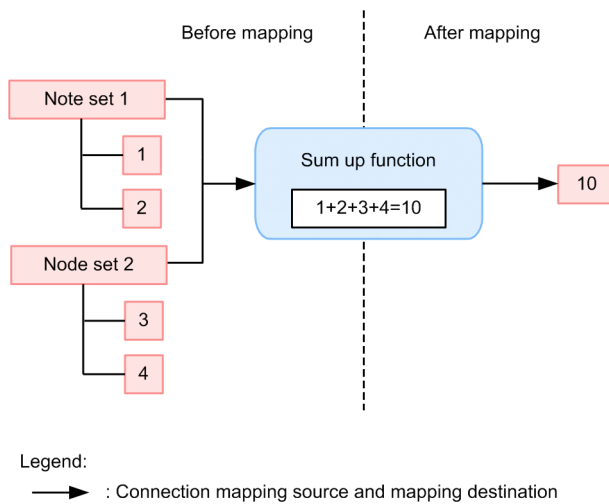 Before mapping
After mapping
Note set 1
1
2
Sum up function
1+2+3+4=10
10
Node set 2
3
4
Legend:
: Connection mapping source and mapping destination